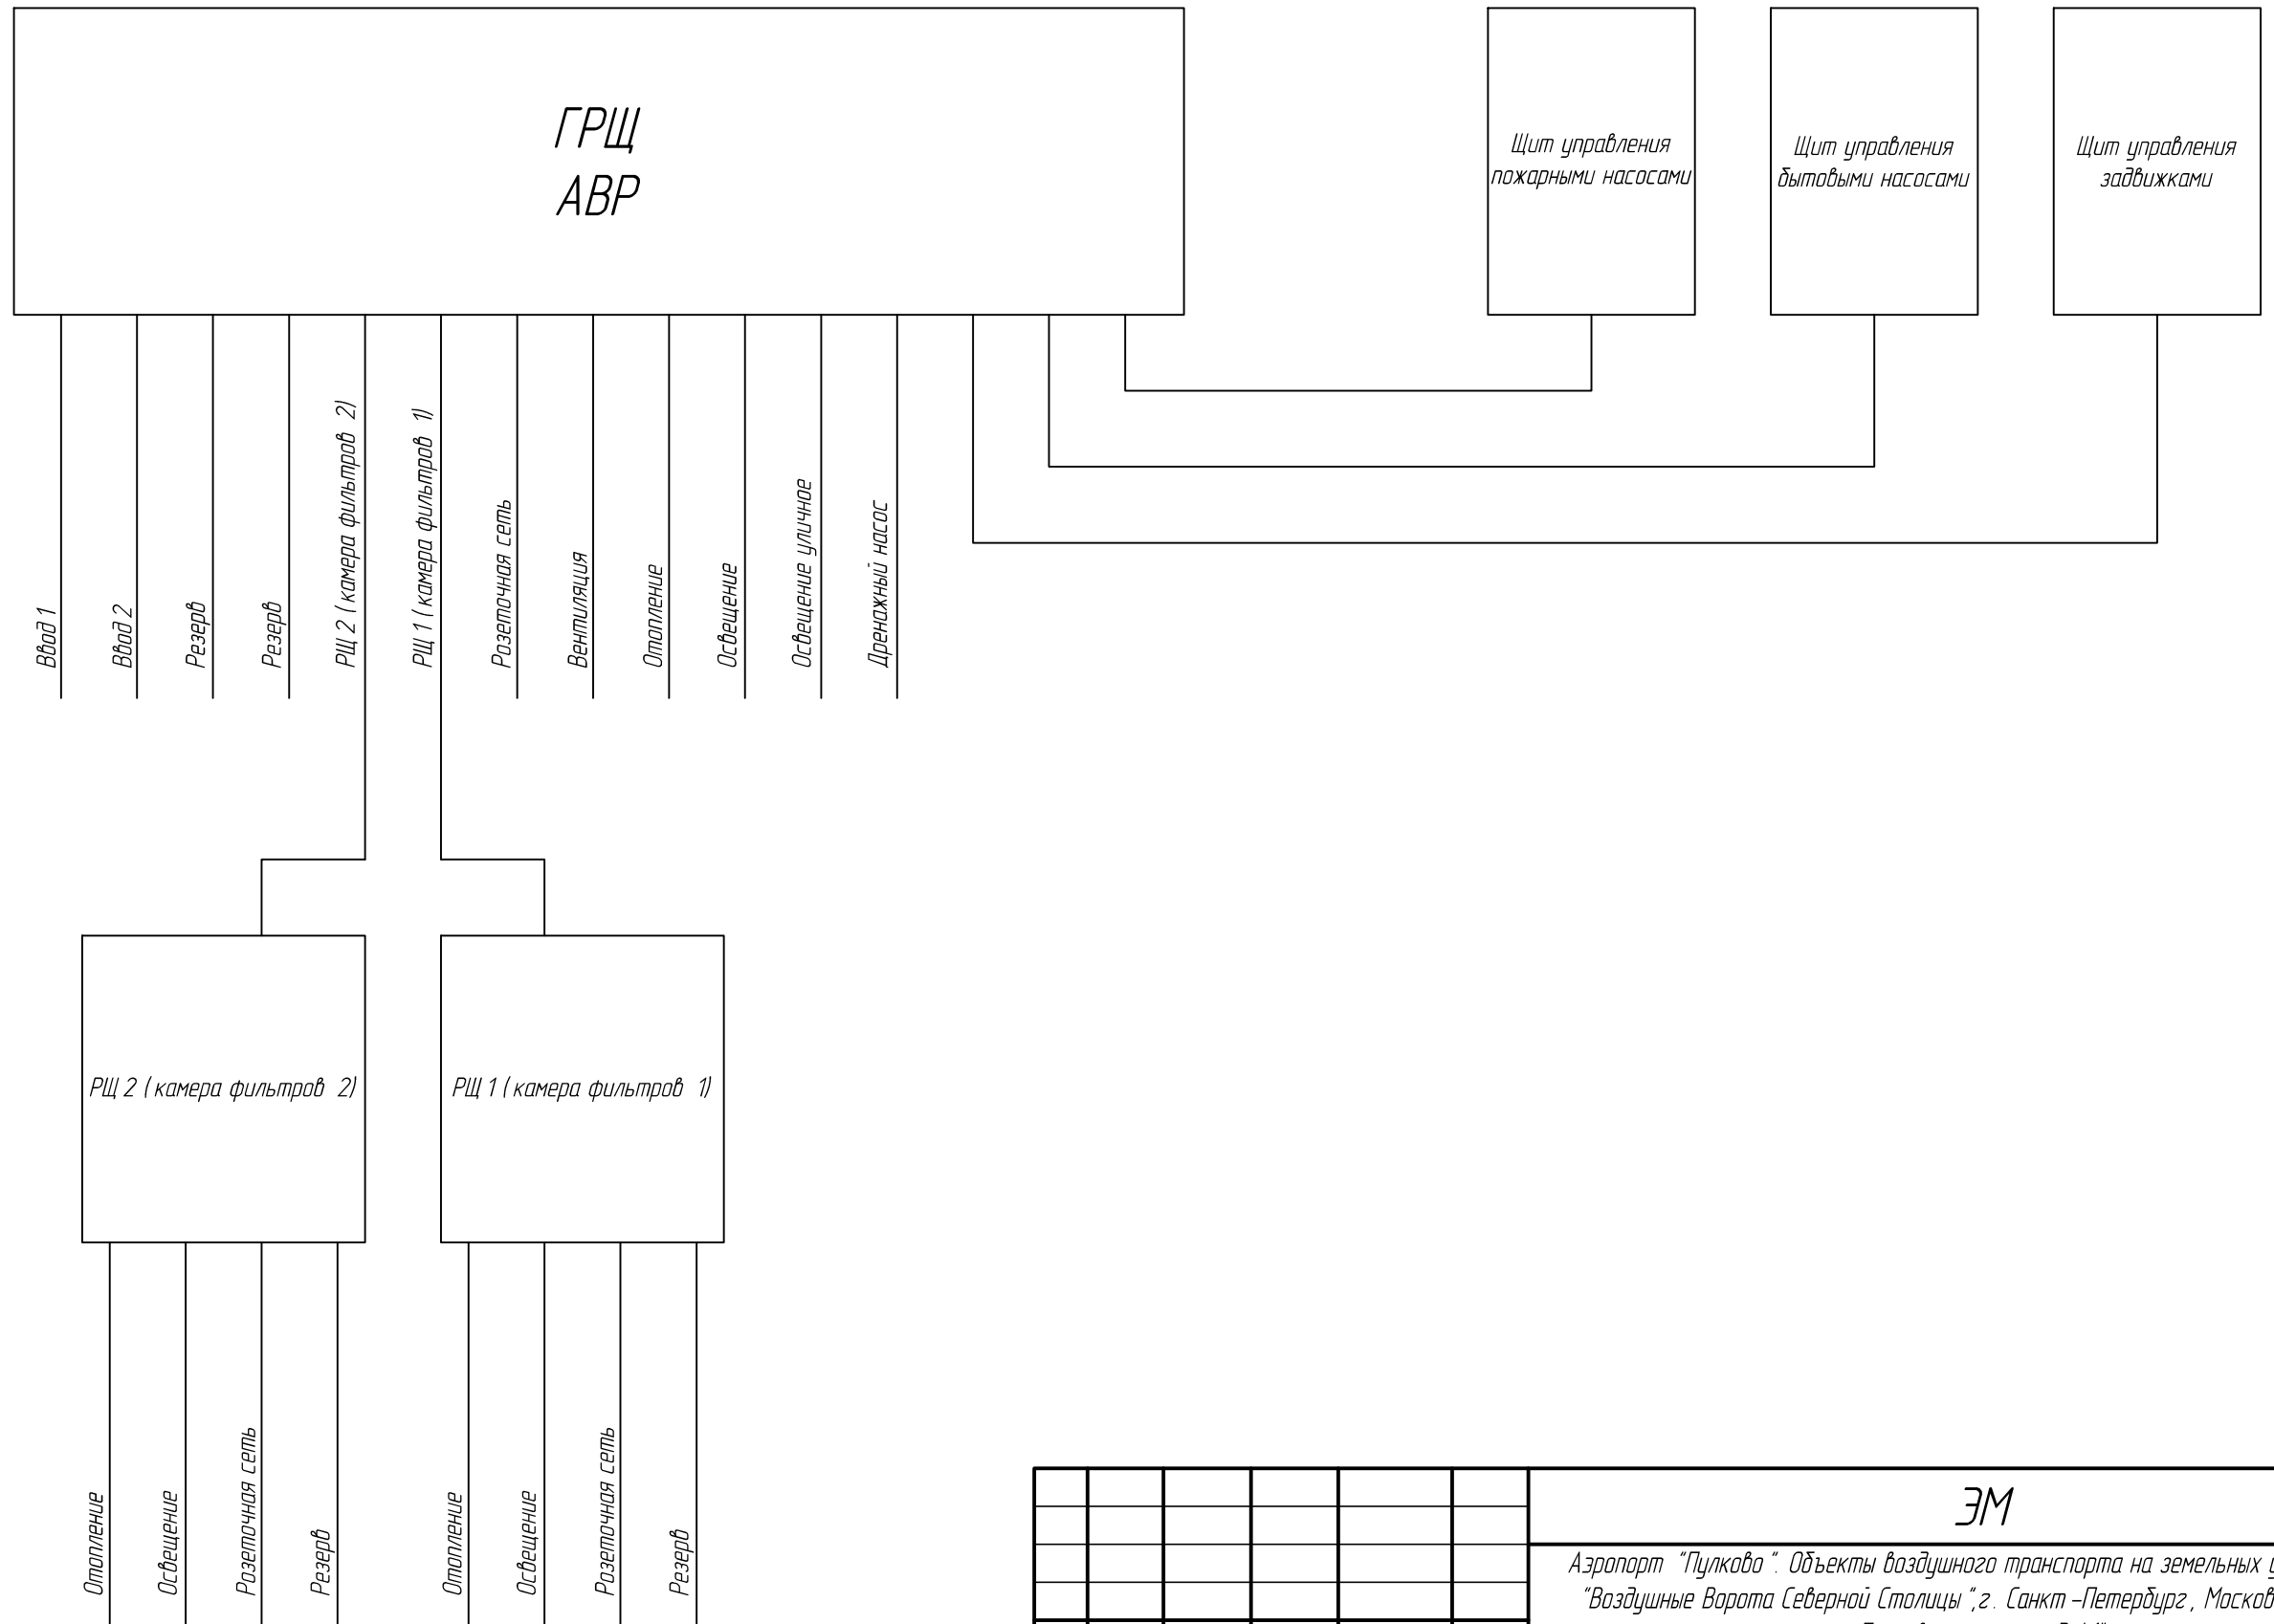 ГРЩ
АВР
Щит управления
пожарными насосами
Щит управления
бытовыми насосами
Щит управления
задвижками
Ввод 1
Ввод 2
Резерв
Резерв
РЩ 2 (камера фильтров 2)
РЩ 1 (камера фильтров 1)
Розеточная сеть
Вентиляция
Отопление
Освещение
Освещение уличное
Дренажный насос
РЩ 2 (камера фильтров 2)
РЩ 1 (камера фильтров 1)
Отопление
Освещение
Розеточная сеть
Резерв
Отопление
Освещение
Розеточная сеть
Резерв
ЭМ
Аэропорт "Пулково". Объекты воздушного транспорта на земельных
"Воздушные Ворота Северной Столицы", г. Санкт-Петербург,